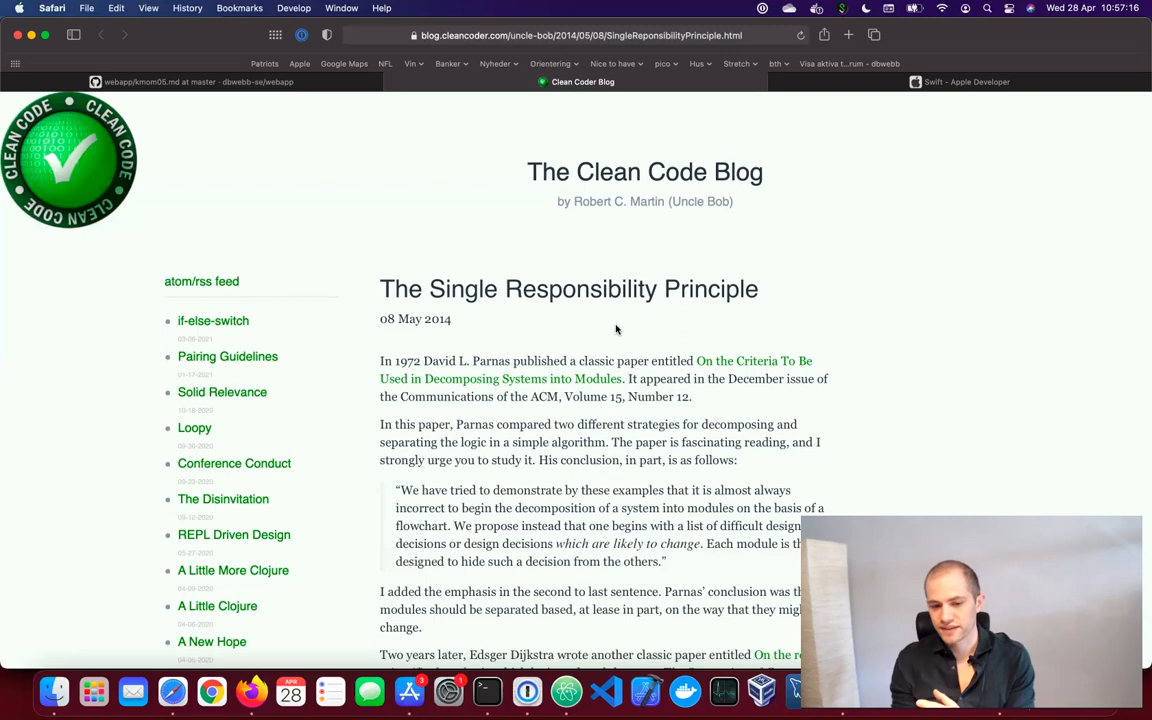 Safari File Edit View History Bookmarks Develop Window Help
Wed 28 Apr 10:57:16
blog.cleancoder.com/uncle-bob/2014/05/08/SingleReponsibilityPrinciple.html
Patriots Apple Google Maps NFL Vin Banker Nyheder Orientering Nice to have pico Hus Stretch bth Visa aktiva t...rum - dbwebb
webapp/kmom05.md at master · dbwebb-se/webapp
Clean Coder Blog
Swift - Apple Developer
CLEAN CODE
CLEAN CODE
The Clean Code Blog
by Robert C. Martin (Uncle Bob)
atom/rss feed
if-else-switch
03-06-2021
Pairing Guidelines
01-17-2021
Solid Relevance
10-18-2020
Loopy
09-30-2020
Conference Conduct
09-23-2020
The Disinvitation
09-12-2020
REPL Driven Design
05-27-2020
A Little More Clojure
04-09-2020
A Little Clojure
04-06-2020
A New Hope
04-05-2020
The Single Responsibility Principle
08 May 2014
In 1972 David L. Parnas published a classic paper entitled On the Criteria To Be
Used in Decomposing Systems into Modules. It appeared in the December issue of
the Communications of the ACM, Volume 15, Number 12.
In this paper, Parnas compared two different strategies for decomposing and
separating the logic in a simple algorithm. The paper is fascinating reading, and I
strongly urge you to study it. His conclusion, in part, is as follows:
“We have tried to demonstrate by these examples that it is almost always
incorrect to begin the decomposition of a system into modules on the basis of a
flowchart. We propose instead that one begins with a list of difficult design
decisions or design decisions which are likely to change. Each module is th
designed to hide such a decision from the others.”
I added the emphasis in the second to last sentence. Parnas’ conclusion was th
modules should be separated based, at lease in part, on the way that they mig
change.
Two years later, Edsger Dijkstra wrote another classic paper entitled On the r
APR
28
3
1